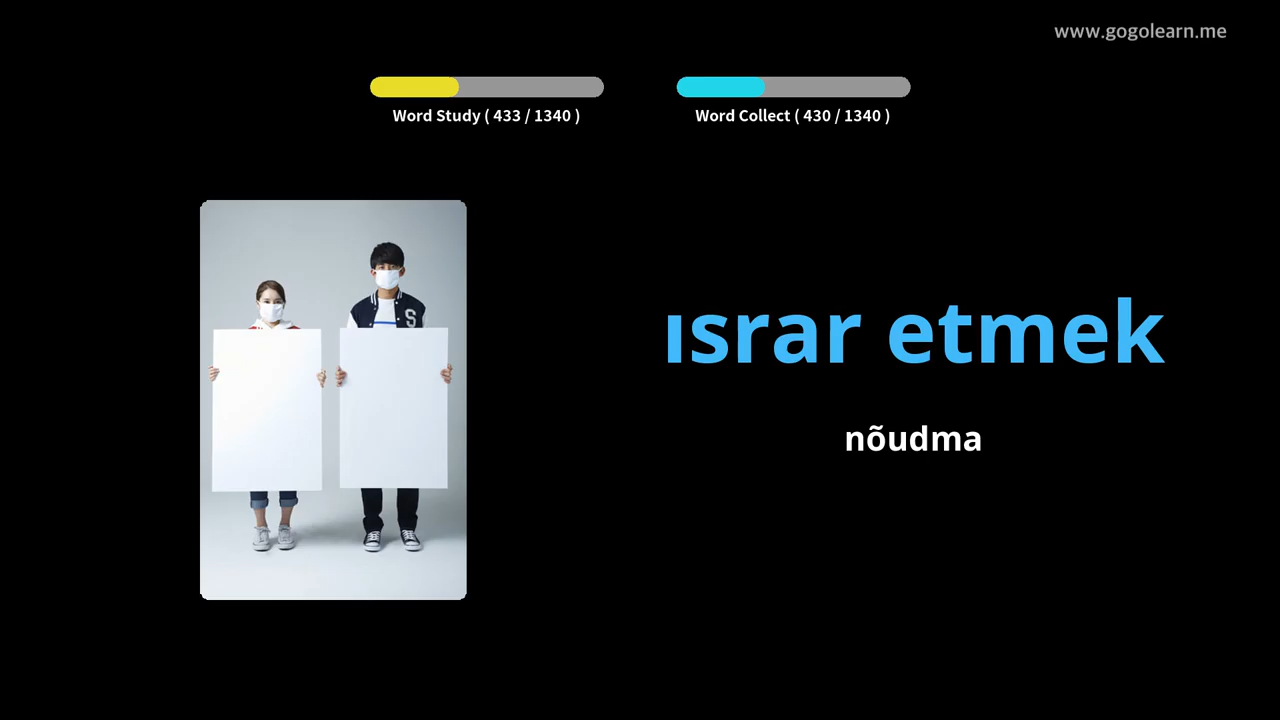 www.gogolearn.me
Word Study ( 433 / 1340 )
Word Collect ( 430 / 1340 )
S
ısrar etmek
nõudma